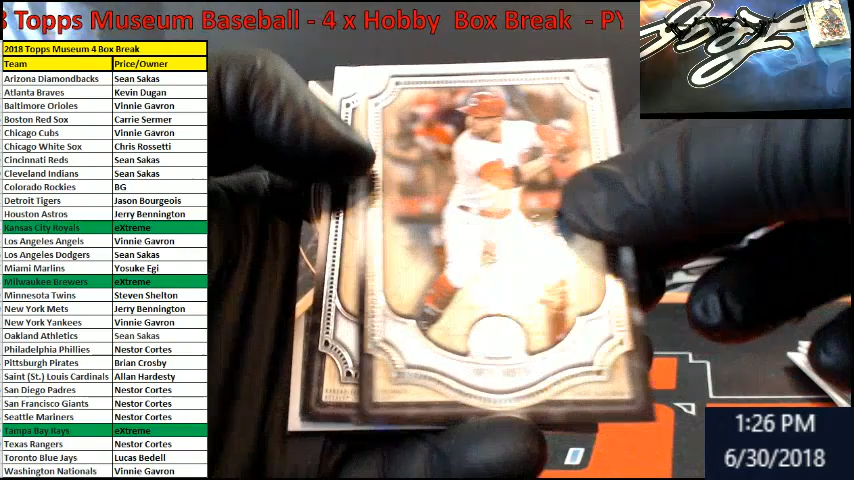 8 Topps Museum Baseball - 4 x Hobby Box Break - PY
2018 Topps Museum 4 Box Break
Team Price/Owner
Arizona Diamondbacks Sean Sakas
Atlanta Braves Kevin Dugan
Baltimore Orioles Vinnie Gavron
Boston Red Sox Carrie Sermer
Chicago Cubs Vinnie Gavron
Chicago White Sox Chris Rossetti
Cincinnati Reds Sean Sakas
Cleveland Indians Sean Sakas
Colorado Rockies BG
Detroit Tigers Jason Bourgeois
Houston Astros Jerry Bennington
Kansas City Royals eXtreme
Los Angeles Angels Vinnie Gavron
Los Angeles Dodgers Sean Sakas
Miami Marlins Yosuke Egi
Milwaukee Brewers eXtreme
Minnesota Twins Steven Shelton
New York Mets Jerry Bennington
New York Yankees Vinnie Gavron
Oakland Athletics Sean Sakas
Philadelphia Phillies Nestor Cortes
Pittsburgh Pirates Brian Crosby
Saint (St.) Louis Cardinals Allan Hardesty
San Diego Padres Nestor Cortes
San Francisco Giants Nestor Cortes
Seattle Mariners Nestor Cortes
Tampa Bay Rays eXtreme
Texas Rangers Nestor Cortes
Toronto Blue Jays Lucas Bedell
Washington Nationals Vinnie Gavron
1:26 PM
6/30/2018